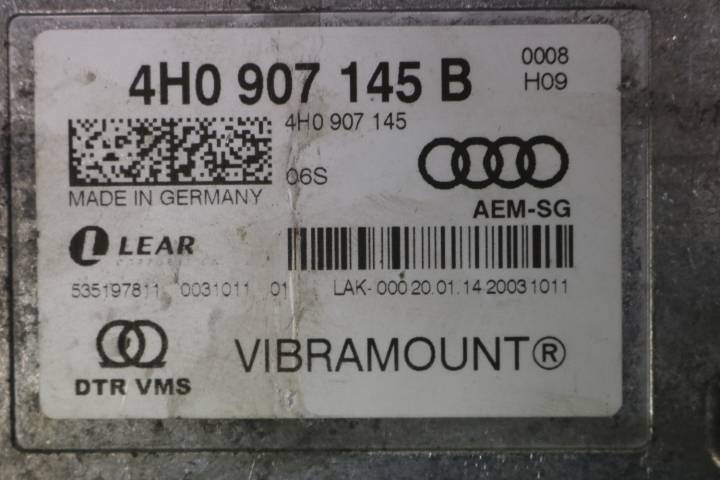 4H0 907 145 B
0008
H09
4H0 907 145
06S
MADE IN GERMANY
AEM-SG
LEAR
535197811 0031011 01
LAK- 000 20.01.14 20031011
DTR VMS
VIBRAMOUNT®